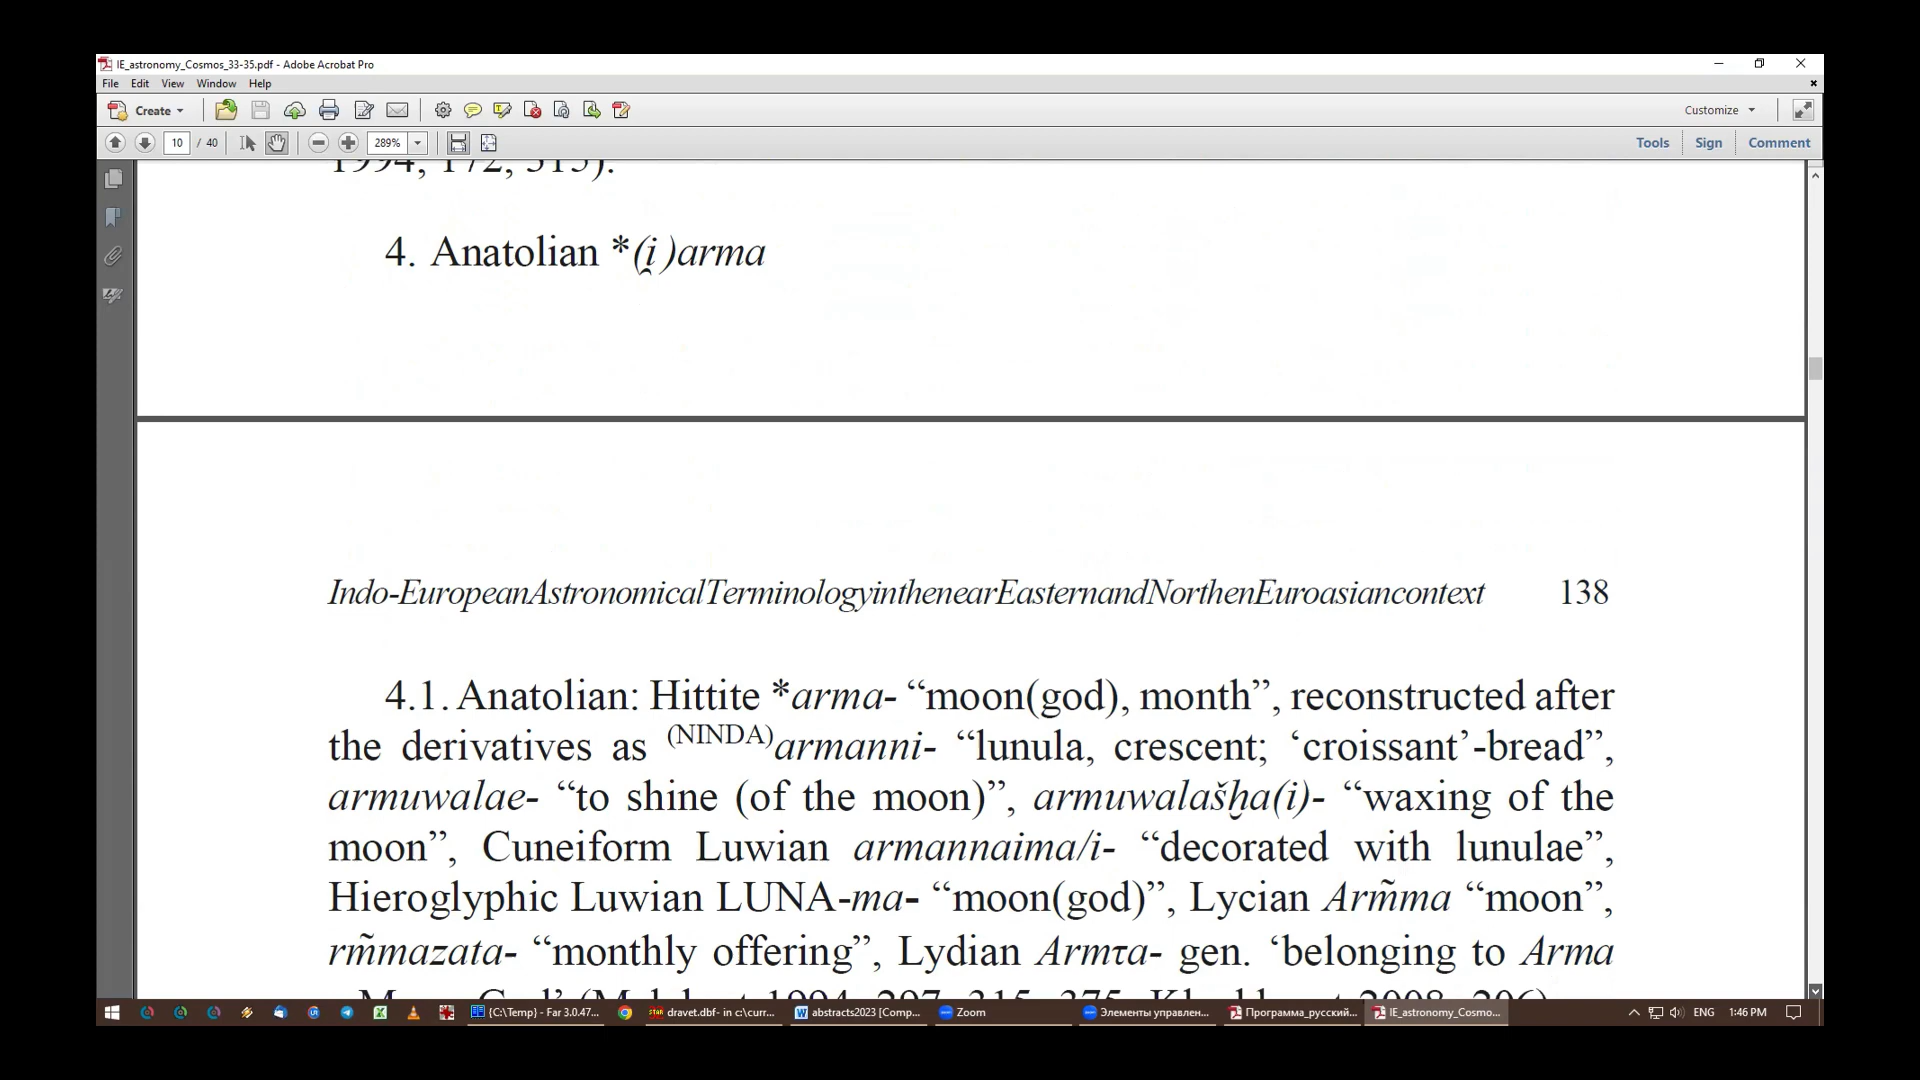 IE_astronomy_Cosmos_33-35.pdf - Adobe Acrobat Pro
File Edit View Window Help
Create Customize
10 / 40 289% Tools Sign Comment
1994, 172, 315).
4. Anatolian *(i̯ )arma
Indo-EuropeanAstronomicalTerminologyinthenearEasternandNorthenEuroasiancontext 138
4.1. Anatolian: Hittite *arma- “moon(god), month”, reconstructed after
the derivatives as (NINDA)armanni- “lunula, crescent; ‘croissant’-bread”,
armuwalae- “to shine (of the moon)”, armuwalašḫa(i)- “waxing of the
moon”, Cuneiform Luwian armannaima/i- “decorated with lunulae”,
Hieroglyphic Luwian LUNA-ma- “moon(god)”, Lycian Arm̃ma “moon”,
rm̃mazata- “monthly offering”, Lydian Armτa- gen. ‘belonging to Arma
{C:\Temp} - Far 3.0.47... dravet.dbf- in c:\curr... abstracts2023 [Comp... Zoom Элементы управлен... Программа_русский... IE_astronomy_Cosmo... ENG 1:46 PM